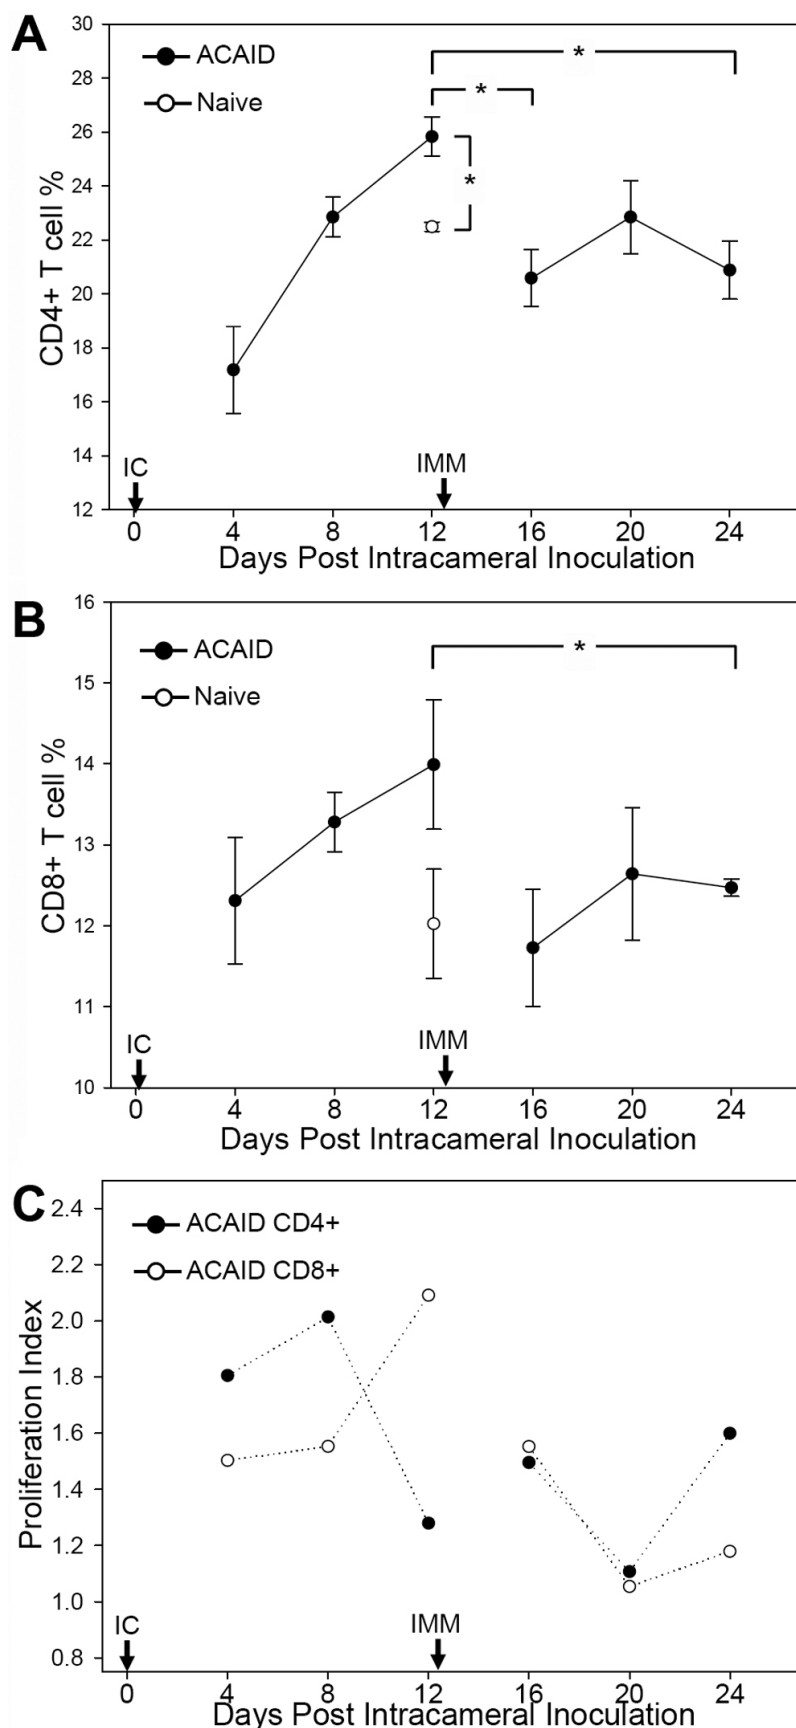 A
30
28
26
24
22
20
18
16
14
12
CD4+ T cell %
ACAID
Naive
*
*
*
IC
IMM
0 4 8 12 16 20 24
Days Post Intracameral Inoculation
B
16
15
14
13
12
11
10
CD8+ T cell %
ACAID
Naive
*
IC
IMM
0 4 8 12 16 20 24
Days Post Intracameral Inoculation
C
2.4
2.2
2.0
1.8
1.6
1.4
1.2
1.0
0.8
Proliferation Index
ACAID CD4+
ACAID CD8+
IC
IMM
0 4 8 12 16 20 24
Days Post Intracameral Inoculation